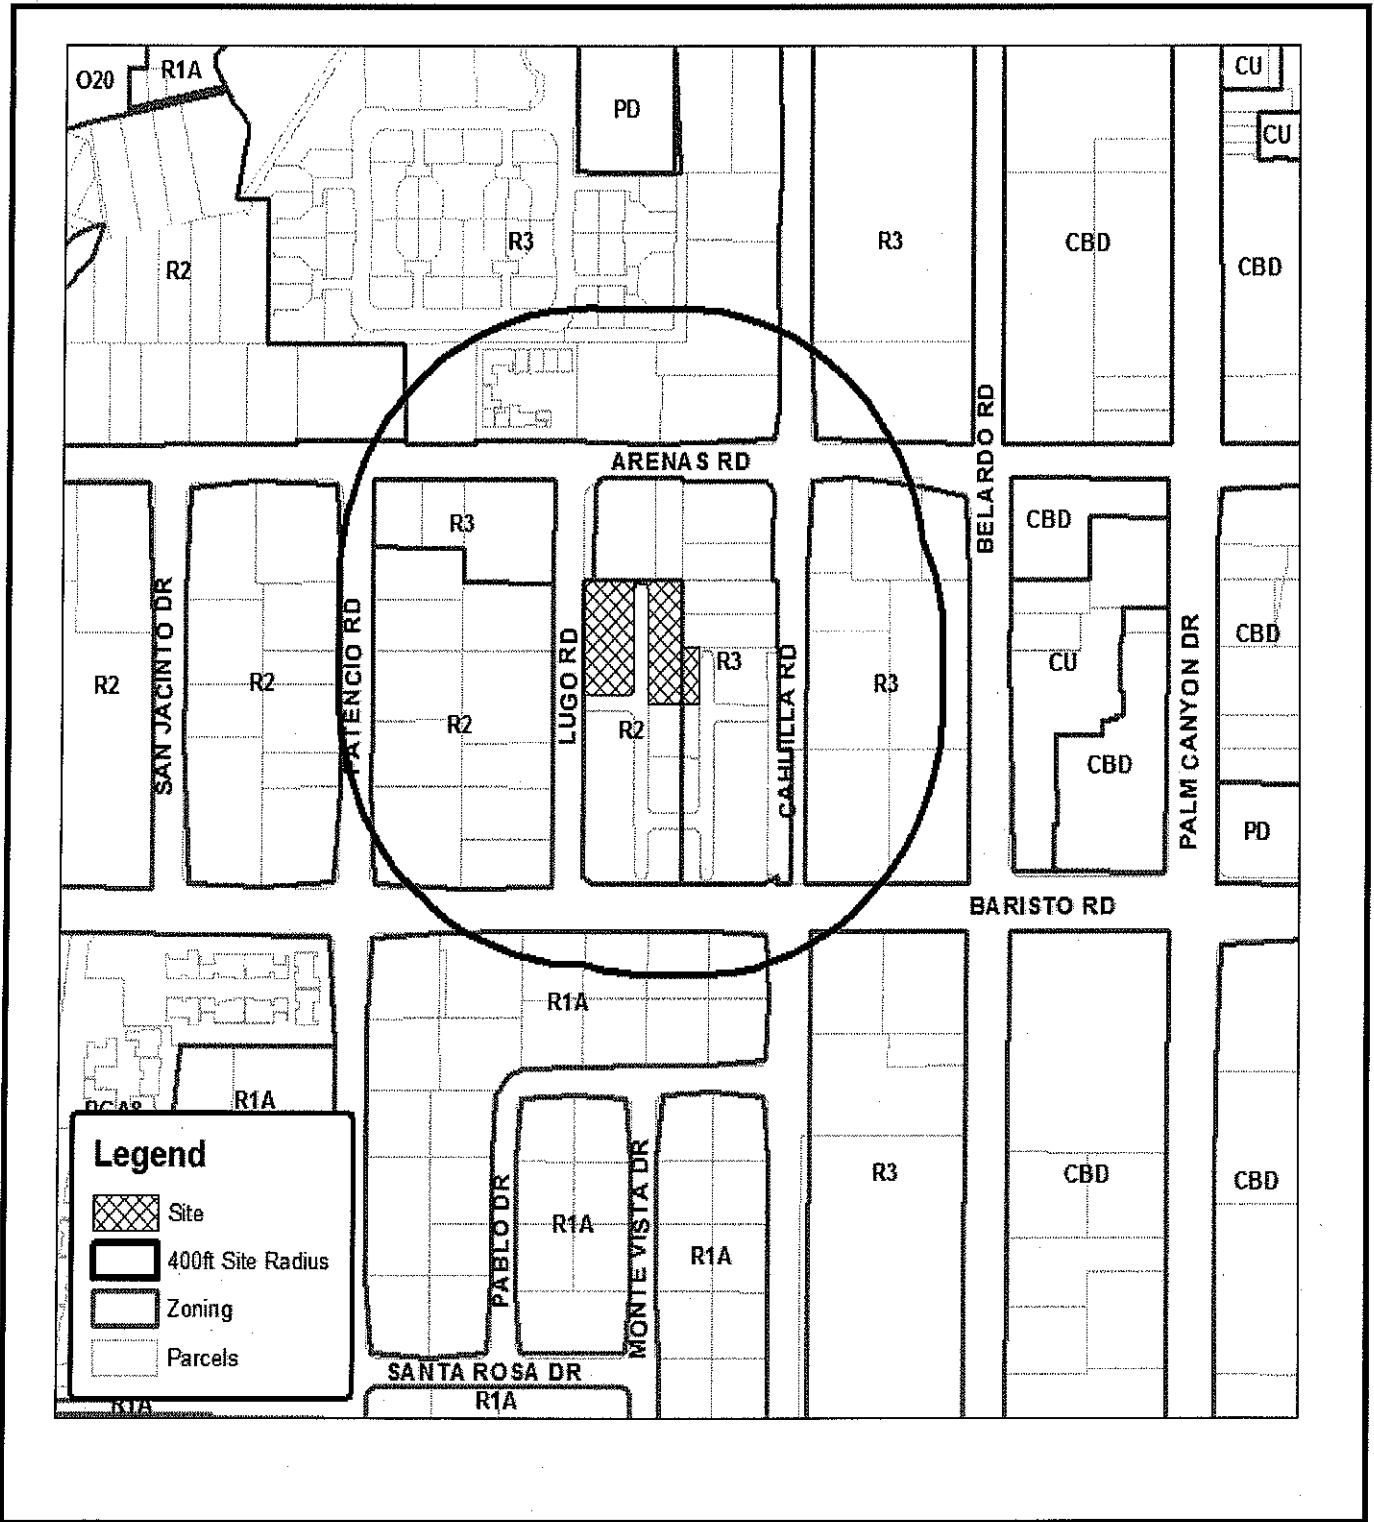 O20
R1A
PD
CU
CU
R3
R3
CBD
CBD
R2
BELARDO RD
ARENAS RD
R3
CBD
SAN JACINTO DR
PATENCIO RD
LUGO RD
CAHUILLA RD
PALM CANYON DR
R2
R2
R2
R2
R3
R3
CU
CBD
CBD
PD
BARISTO RD
R1A
R1A
PABLO DR
MONTE VISTA DR
R1A
R1A
R3
CBD
CBD
SANTA ROSA DR
R1A
R1A
Legend
Site
400ft Site Radius
Zoning
Parcels